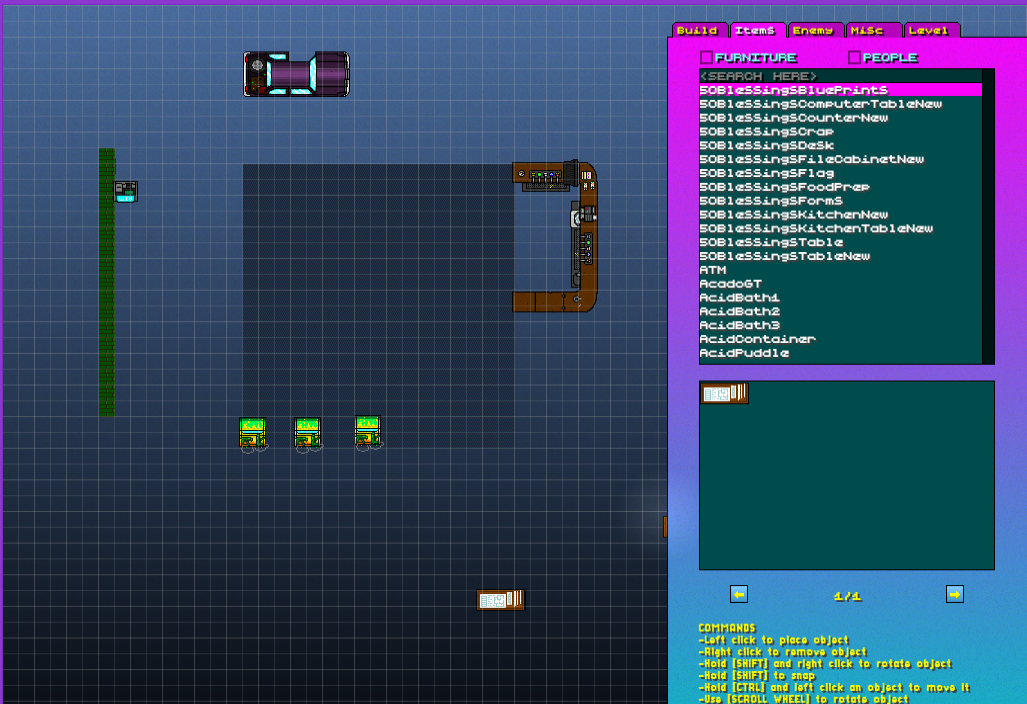 Build Items Enemy Misc Level
FURNITURE PEOPLE
<SEARCH HERE>
50BlessingsBluePrints
50BlessingsComputerTableNew
50BlessingsCounterNew
50BlessingsCrap
50BlessingsDesk
50BlessingsFileCabinetNew
50BlessingsFlag
50BlessingsFoodPrep
50BlessingsForms
50BlessingsKitchenNew
50BlessingsKitchenTableNew
50BlessingsTable
50BlessingsTableNew
ATM
AcadoGT
AcidBath1
AcidBath2
AcidBath3
AcidContainer
AcidPuddle
1/1
COMMANDS
-Left click to place object
-Right click to remove object
-Hold [SHIFT] and right click to rotate object
-Hold [SHIFT] to snap
-Hold [CTRL] and left click an object to move it
-Use [SCROLL WHEEL] to rotate object